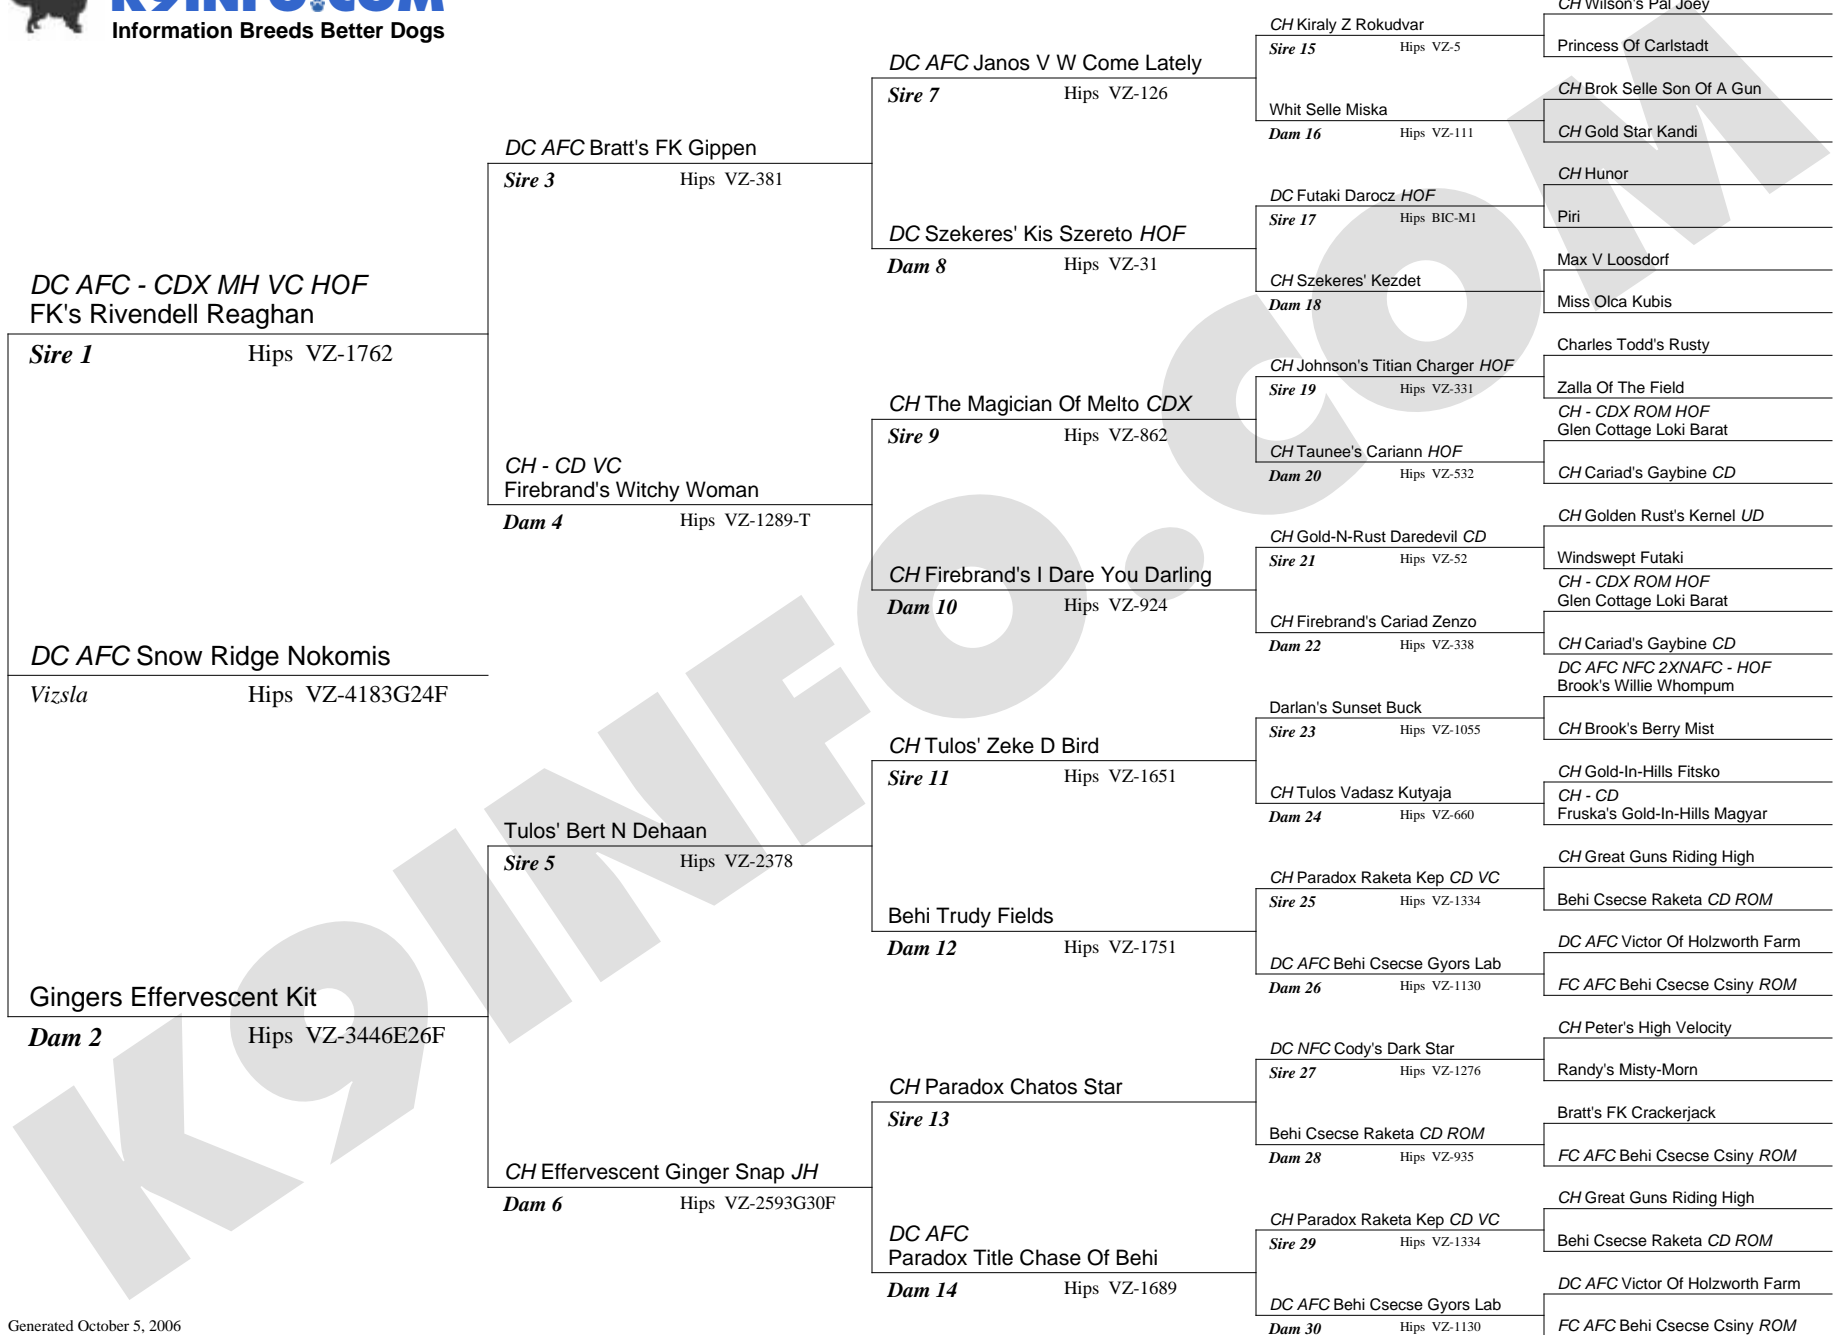 K9INFO.COM
Information Breeds Better Dogs
DC AFC - CDX MH VC HOF
FK's Rivendell Reaghan
Sire 1 Hips VZ-1762
DC AFC Snow Ridge Nokomis
Vizsla Hips VZ-4183G24F
Gingers Effervescent Kit
Dam 2 Hips VZ-3446E26F
DC AFC Bratt's FK Gippen
Sire 3 Hips VZ-381
CH - CD VC
Firebrand's Witchy Woman
Dam 4 Hips VZ-1289-T
Tulos' Bert N Dehaan
Sire 5 Hips VZ-2378
CH Effervescent Ginger Snap JH
Dam 6 Hips VZ-2593G30F
DC AFC Janos V W Come Lately
Sire 7 Hips VZ-126
DC Szekeres' Kis Szereto HOF
Dam 8 Hips VZ-31
CH The Magician Of Melto CDX
Sire 9 Hips VZ-862
CH Firebrand's I Dare You Darling
Dam 10 Hips VZ-924
CH Tulos' Zeke D Bird
Sire 11 Hips VZ-1651
Behi Trudy Fields
Dam 12 Hips VZ-1751
CH Paradox Chatos Star
Sire 13
DC AFC
Paradox Title Chase Of Behi
Dam 14 Hips VZ-1689
CH Kiraly Z Rokudvar
Sire 15 Hips VZ-5
Whit Selle Miska
Dam 16 Hips VZ-111
DC Futaki Darocz HOF
Sire 17 Hips BIC-M1
CH Szekeres' Kezdet
Dam 18
CH Johnson's Titian Charger HOF
Sire 19 Hips VZ-331
CH Taunee's Cariann HOF
Dam 20 Hips VZ-532
CH Gold-N-Rust Daredevil CD
Sire 21 Hips VZ-52
CH Firebrand's Cariad Zenzo
Dam 22 Hips VZ-338
Darlan's Sunset Buck
Sire 23 Hips VZ-1055
CH Tulos Vadasz Kutyaja
Dam 24 Hips VZ-660
CH Paradox Raketa Kep CD VC
Sire 25 Hips VZ-1334
DC AFC Behi Csecse Gyors Lab
Dam 26 Hips VZ-1130
DC NFC Cody's Dark Star
Sire 27 Hips VZ-1276
Behi Csecse Raketa CD ROM
Dam 28 Hips VZ-935
CH Paradox Raketa Kep CD VC
Sire 29 Hips VZ-1334
DC AFC Behi Csecse Gyors Lab
Dam 30 Hips VZ-1130
CH Wilson's Pal Joey
Princess Of Carlstadt
CH Brok Selle Son Of A Gun
CH Gold Star Kandi
CH Hunor
Piri
Max V Loosdorf
Miss Olca Kubis
Charles Todd's Rusty
Zalla Of The Field
CH - CDX ROM HOF
Glen Cottage Loki Barat
CH Cariad's Gaybine CD
CH Golden Rust's Kernel UD
Windswept Futaki
CH - CDX ROM HOF
Glen Cottage Loki Barat
CH Cariad's Gaybine CD
DC AFC NFC 2XNAFC - HOF
Brook's Willie Whompum
CH Brook's Berry Mist
CH Gold-In-Hills Fitsko
CH - CD
Fruska's Gold-In-Hills Magyar
CH Great Guns Riding High
Behi Csecse Raketa CD ROM
DC AFC Victor Of Holzworth Farm
FC AFC Behi Csecse Csiny ROM
CH Peter's High Velocity
Randy's Misty-Morn
Bratt's FK Crackerjack
FC AFC Behi Csecse Csiny ROM
CH Great Guns Riding High
Behi Csecse Raketa CD ROM
DC AFC Victor Of Holzworth Farm
FC AFC Behi Csecse Csiny ROM
K9INFO.COM
Generated October 5, 2006